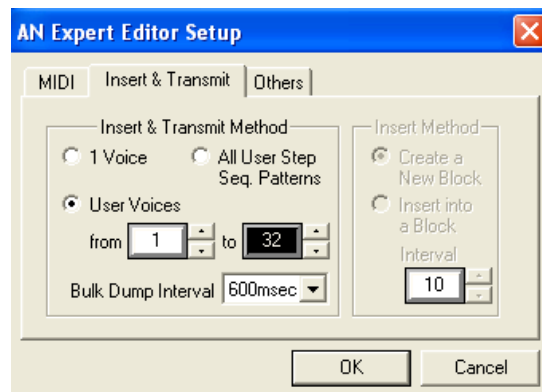 AN Expert Editor Setup
MIDI
Insert & Transmit
Others
Insert & Transmit Method
1 Voice
All User Step
Seq. Patterns
User Voices
from 1 to 32
Bulk Dump Interval 600msec
Insert Method
Create a
New Block
Insert into
a Block
Interval
10
OK
Cancel